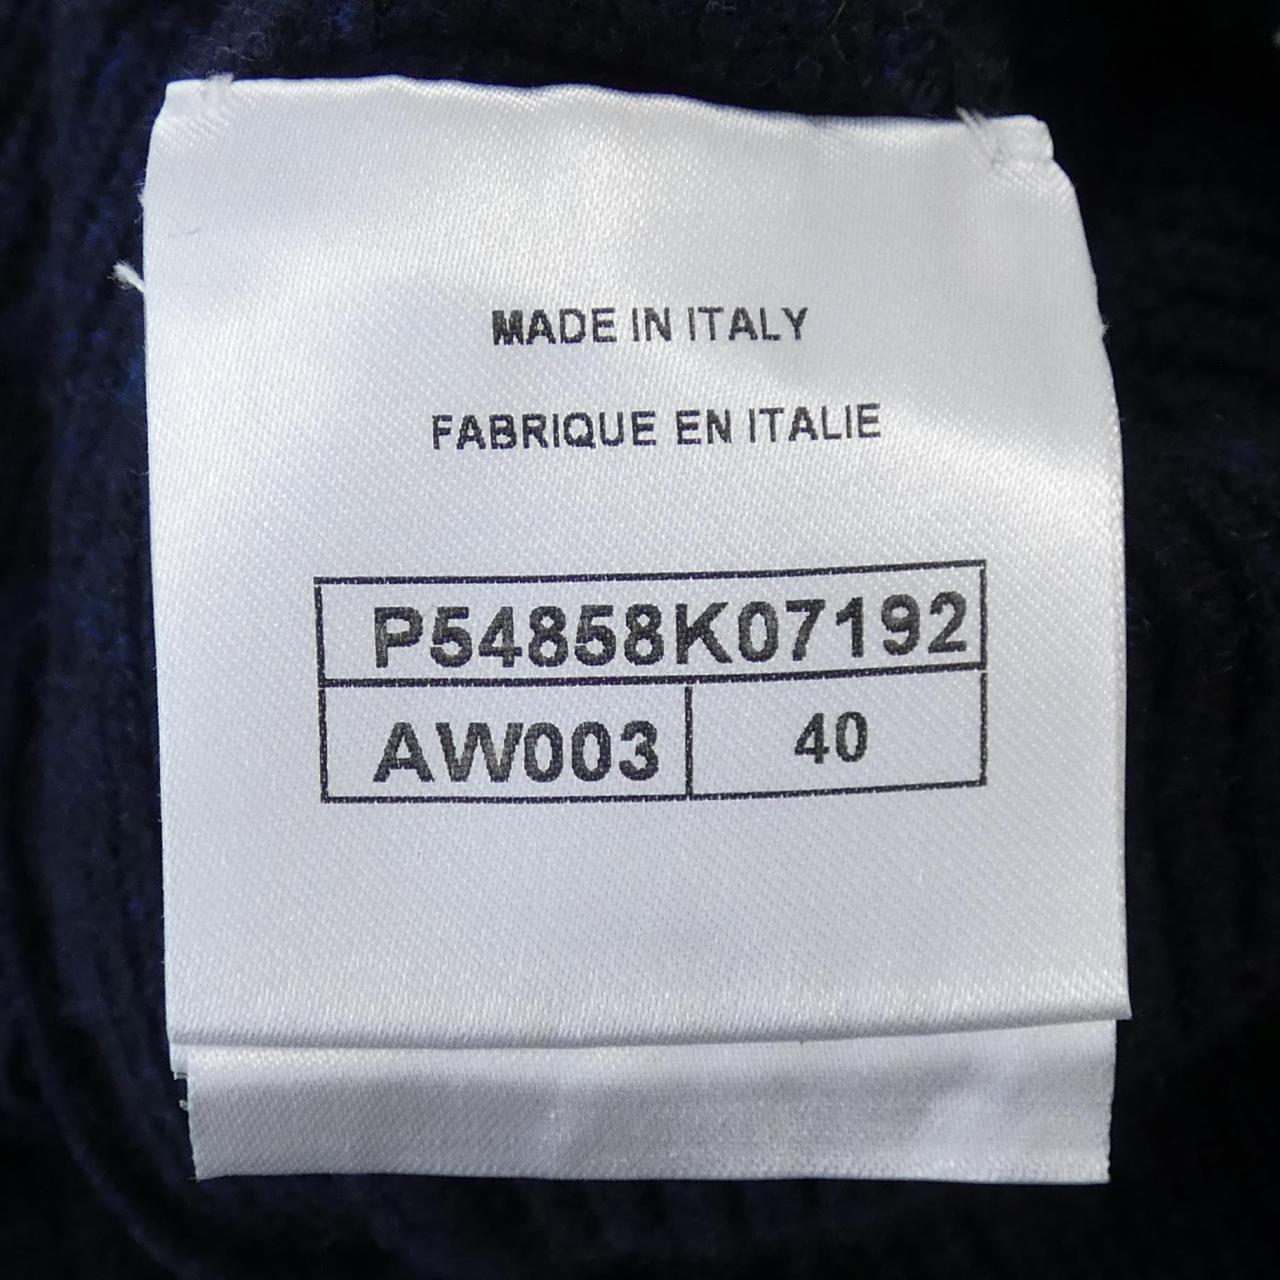 MADE IN ITALY
FABRIQUE EN ITALIE
P54858K07192
AW003 40